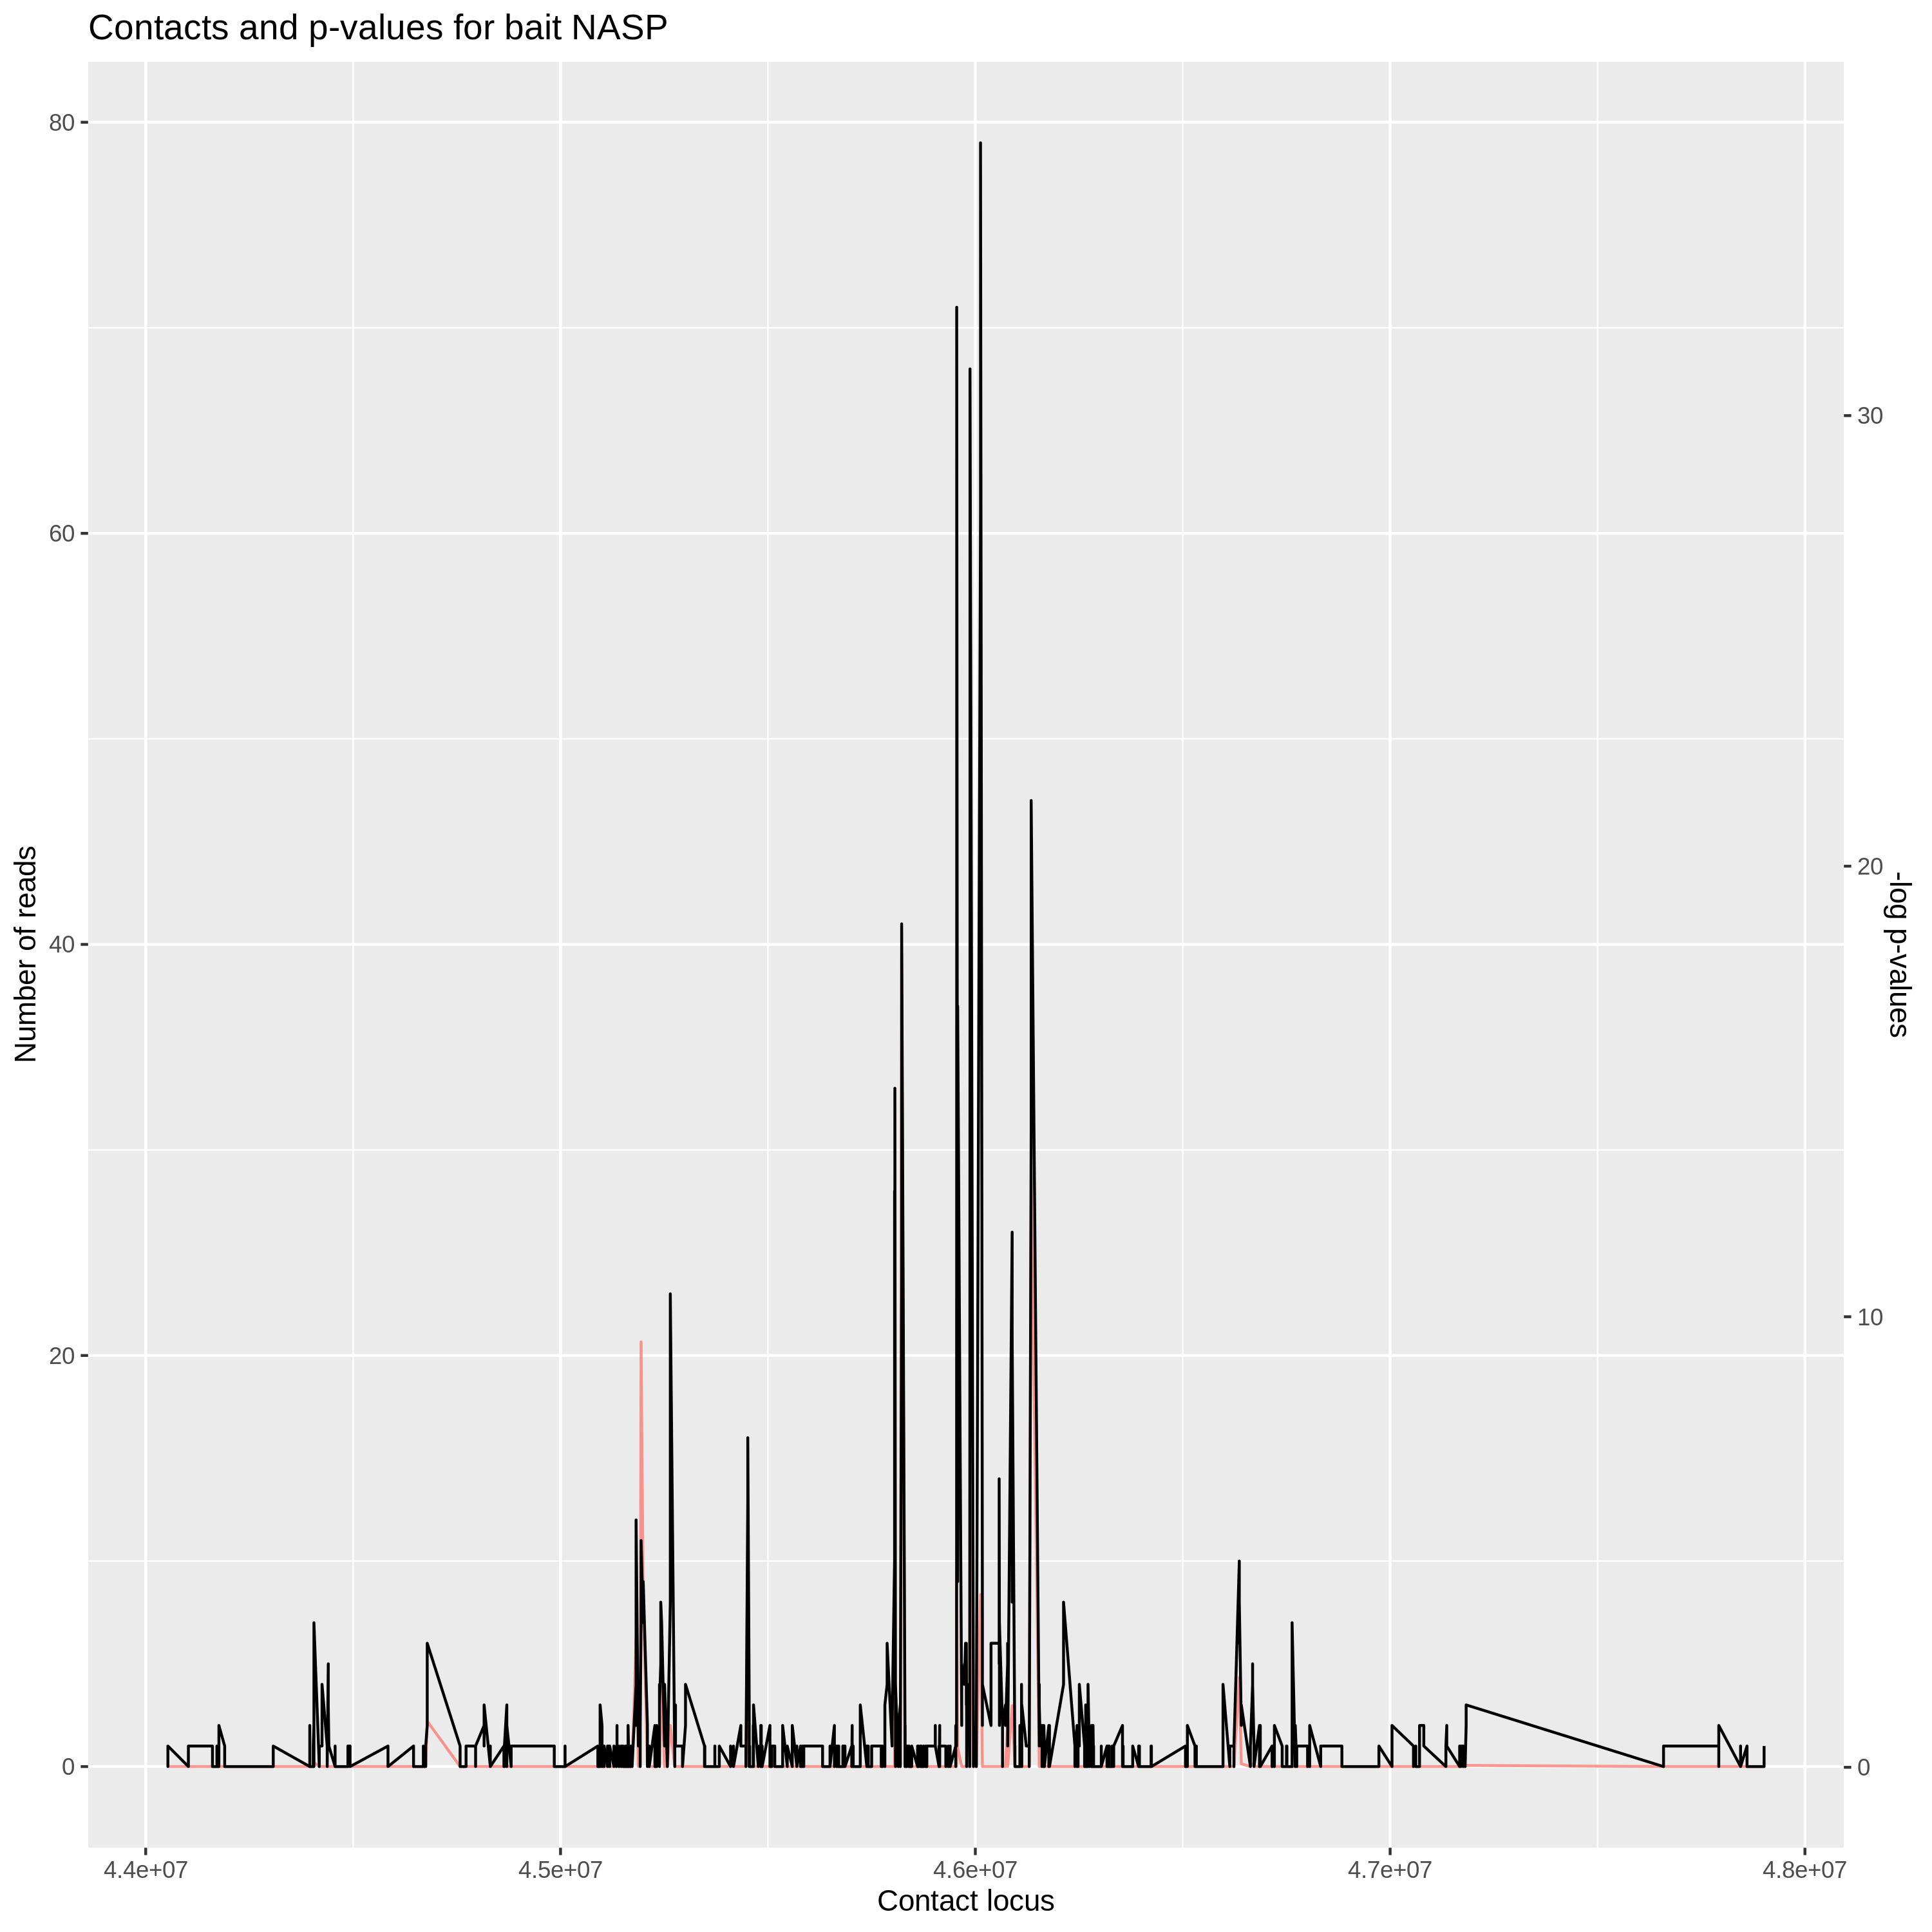 Contacts and p-values for bait NASP
80
60
40
20
0
Number of reads
30
20
10
0
-log p-values
4.4e+07
4.5e+07
4.6e+07
4.7e+07
4.8e+07
Contact locus